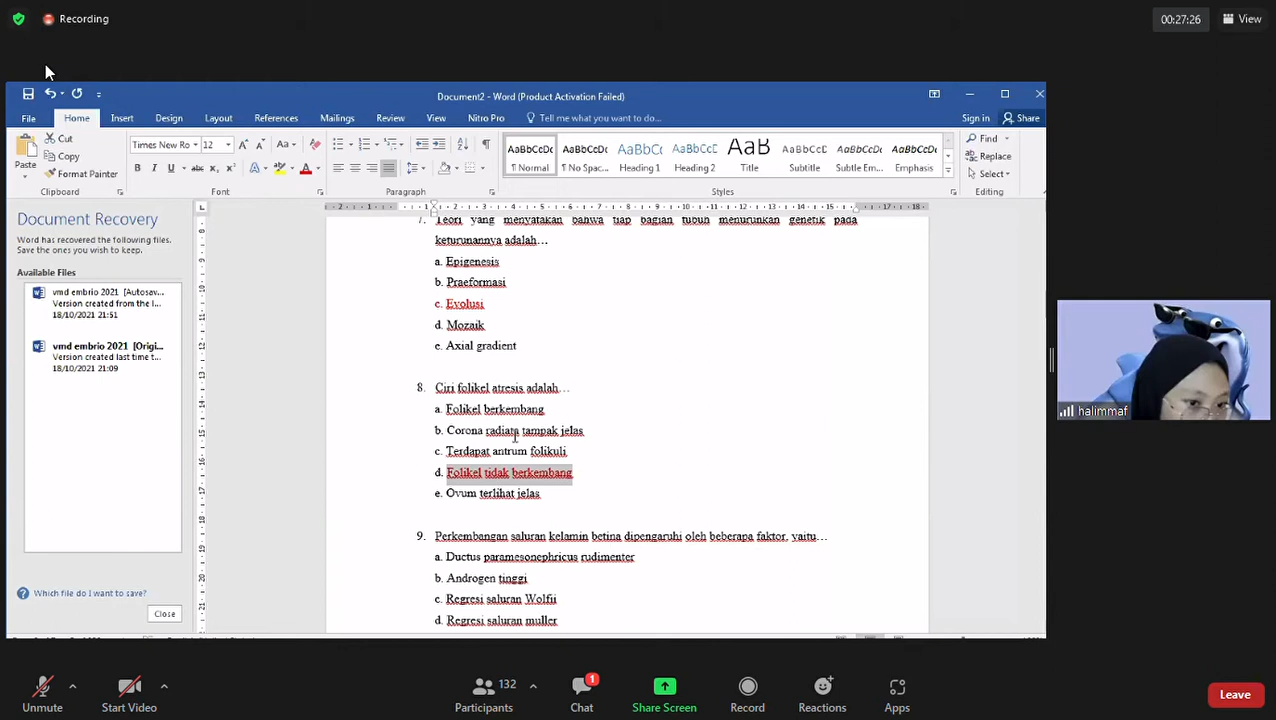 Recording
00:27:26
View
Document2 - Word (Product Activation Failed)
File
Home
Insert
Design
Layout
References
Mailings
Review
View
Nitro Pro
Tell me what you want to do...
Sign in
Share
Paste
Cut
Copy
Format Painter
Clipboard
Times New Ro
12
Font
Paragraph
AaBbCcDc
¶ Normal
AaBbCcDc
¶ No Spac...
AaBbCc
Heading 1
AaBbCcE
Heading 2
AaB
Title
AaBbCcD
Subtitle
AaBbCcDt
Subtle Em...
AaBbCcDt
Emphasis
Styles
Find
Replace
Select
Editing
Document Recovery
Word has recovered the following files.
Save the ones you wish to keep.
Available Files
vmd embrio 2021 [Autosav...
Version created from the l...
18/10/2021 21:51
vmd embrio 2021 [Origi...
Version created last time t...
18/10/2021 21:09
Which file do I want to save?
Close
7. Teori yang menyatakan bahwa tiap bagian tubuh menurunkan genetik pada
keturunannya adalah…
a. Epigenesis
b. Praeformasi
c. Evolusi
d. Mozaik
e. Axial gradient
8. Ciri folikel atresis adalah…
a. Folikel berkembang
b. Corona radiata tampak jelas
c. Terdapat antrum folikuli
d. Folikel tidak berkembang
e. Ovum terlihat jelas
9. Perkembangan saluran kelamin betina dipengaruhi oleh beberapa faktor, yaitu…
a. Ductus paramesonephricus rudimenter
b. Androgen tinggi
c. Regresi saluran Wolfii
d. Regresi saluran muller
halimmaf
Unmute
Start Video
132
Participants
1
Chat
Share Screen
Record
Reactions
Apps
Leave